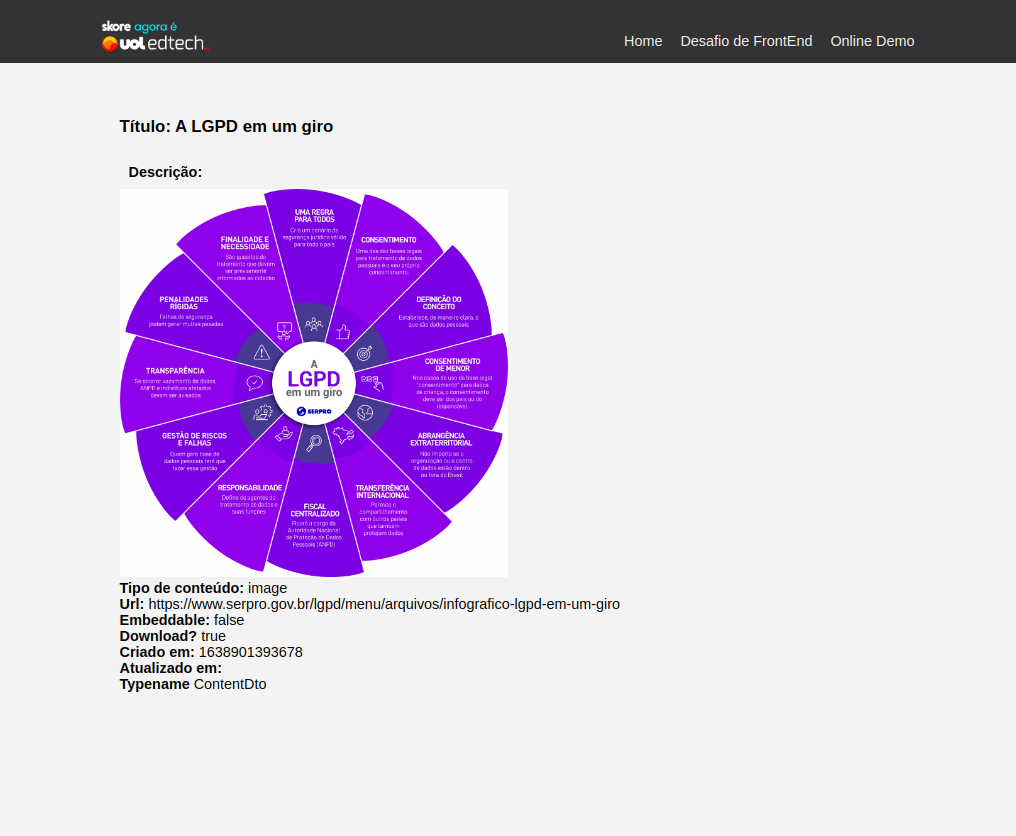 skore agora é
UOL edtech_
Home
Desafio de FrontEnd
Online Demo
Título: A LGPD em um giro
Descrição:
UMA REGRA
PARA TODOS
Cria um cenário de
segurança jurídica válido
para todo o país
CONSENTIMENTO
Uma das dez bases legais
para tratamento de dados
pessoais é o seu próprio
consentimento.
DEFINIÇÃO DO
CONCEITO
Estabelece, de maneira clara, o
que são dados pessoais
CONSENTIMENTO
DE MENOR
Nos casos de uso da base legal
"consentimento" para dados
de criança, o consentimento
deve ser dos pais ou do
responsável.
ABRANGÊNCIA
EXTRATERRITORIAL
Não importa se a
organização ou o centro
de dados estão dentro
ou fora do Brasil
TRANSFERÊNCIA
INTERNACIONAL
Permite o
compartilhamento
com outros países
que também
protejam dados
FISCAL
CENTRALIZADO
Ficará a cargo da
Autoridade Nacional
de Proteção de Dados
Pessoais (ANPD)
RESPONSABILIDADE
Define os agentes de
tratamento de dados e
suas funções
GESTÃO DE RISCOS
E FALHAS
Quem gere base de
dados pessoais terá que
fazer essa gestão
TRANSPARÊNCIA
Se ocorrer vazamento de dados,
ANPD e indivíduos afetados
devem ser avisados
PENALIDADES
RÍGIDAS
Falhas de segurança
podem gerar multas pesadas
FINALIDADE E
NECESSIDADE
São quesitos do
tratamento que devem
ser previamente
informados ao cidadão
A
LGPD
em um giro
SERPRO
Tipo de conteúdo: image
Url: https://www.serpro.gov.br/lgpd/menu/arquivos/infografico-lgpd-em-um-giro
Embeddable: false
Download? true
Criado em: 1638901393678
Atualizado em:
Typename ContentDto